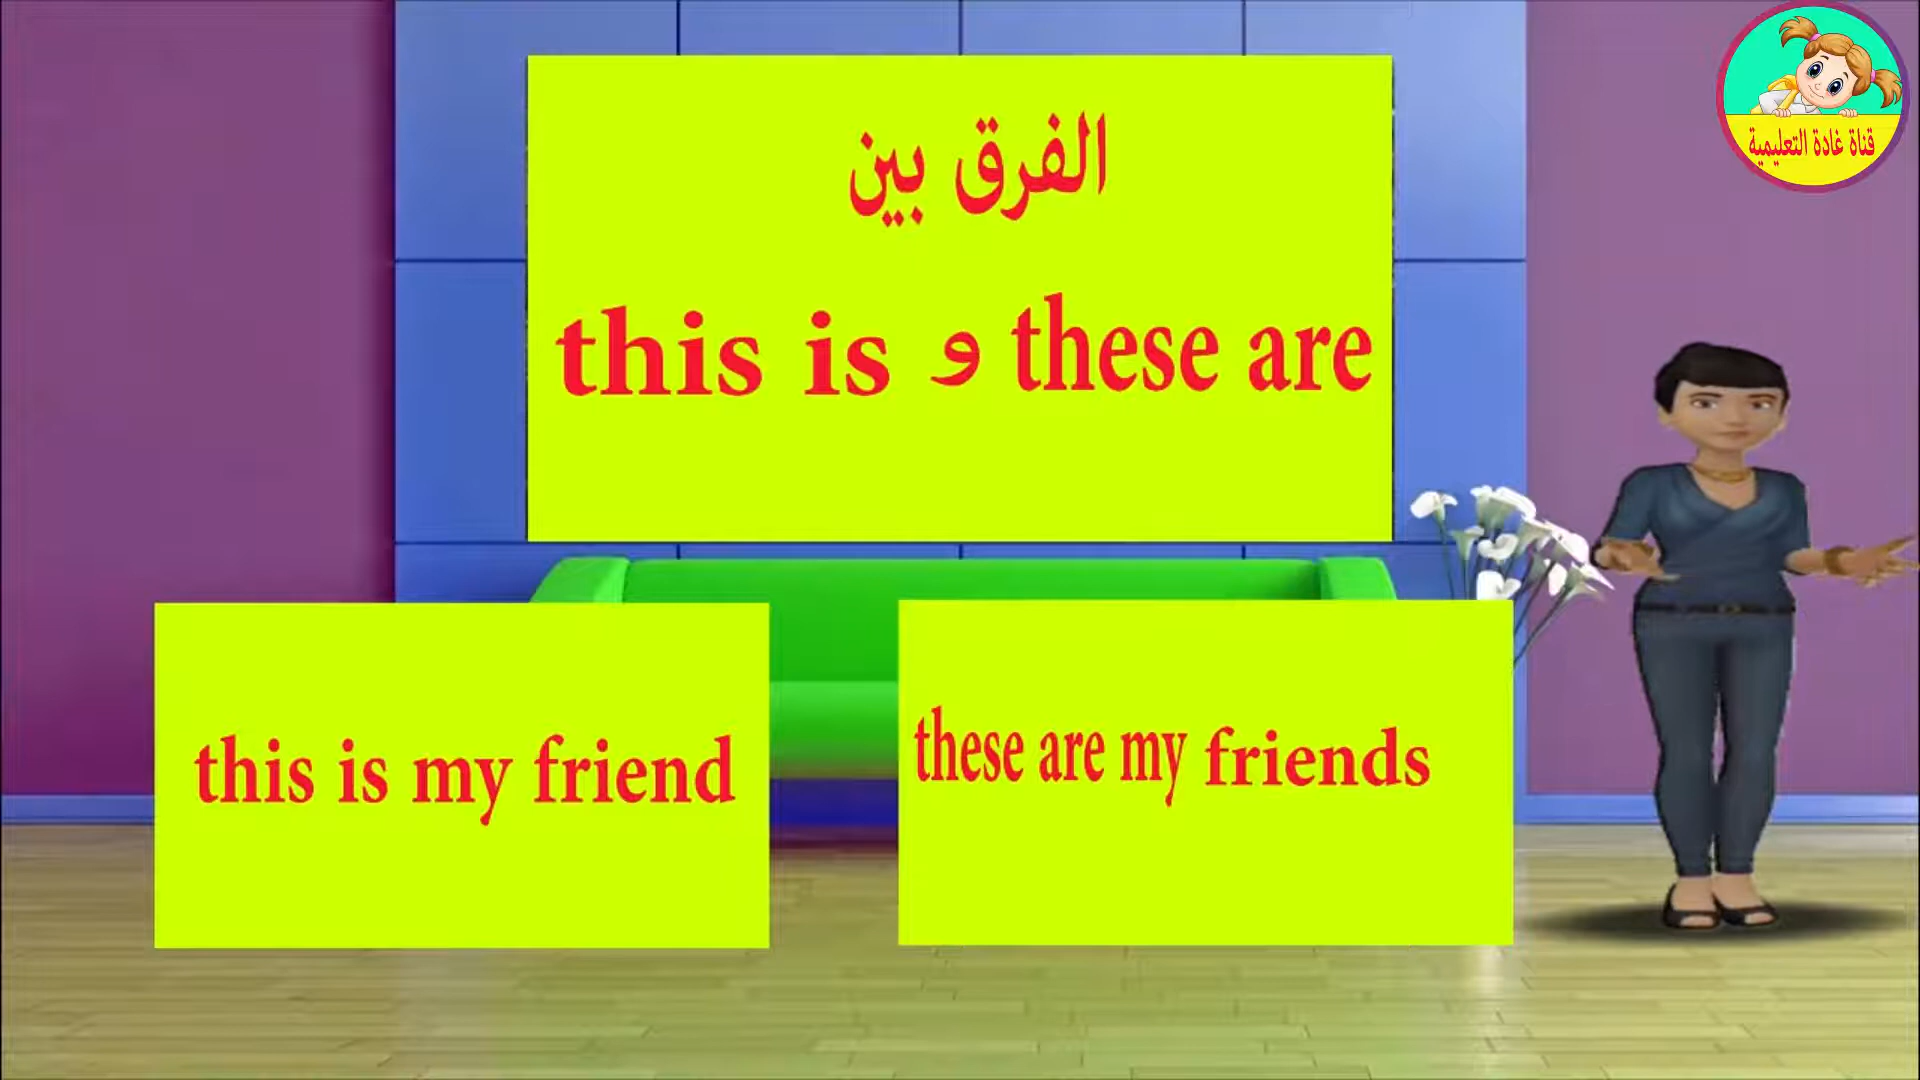 الفرق بين
this is و these are
this is my friend
these are my friends
قناة غادة التعليمية